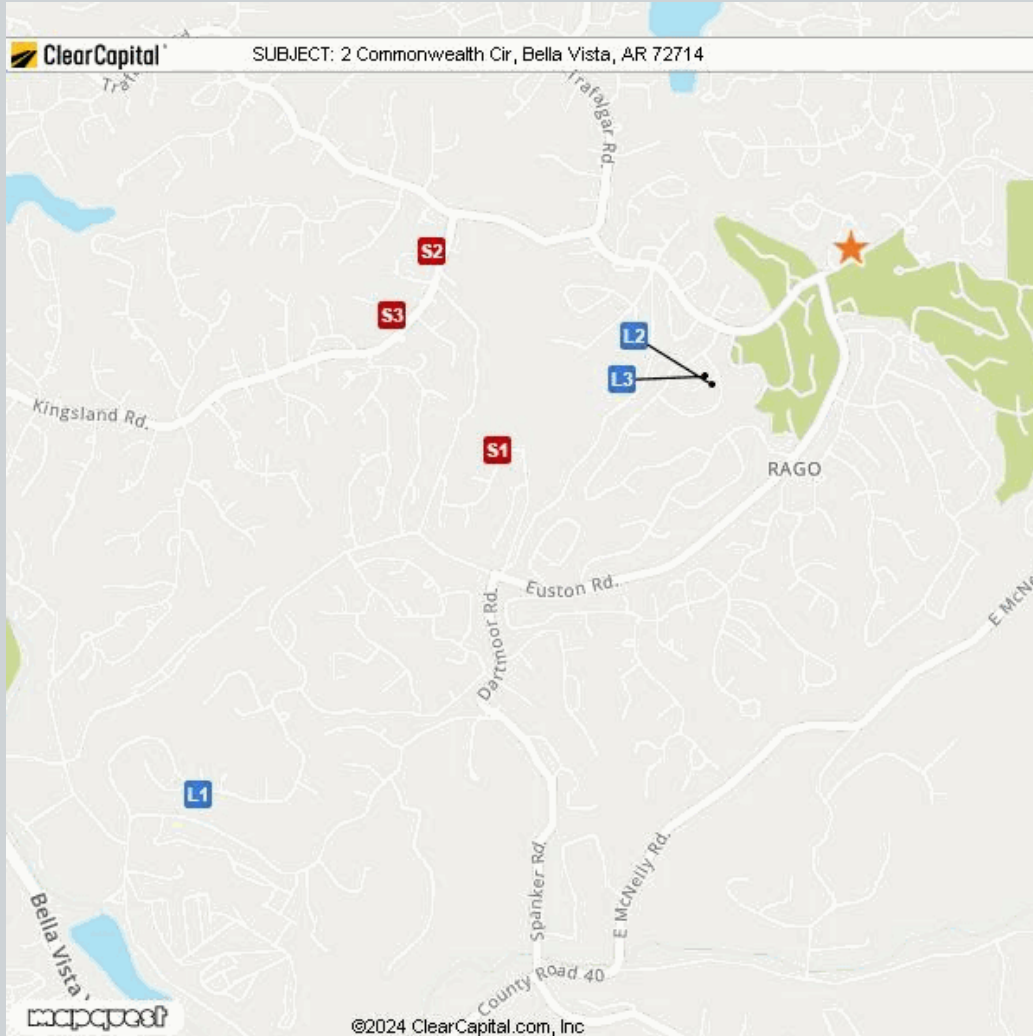 ClearCapital
SUBJECT: 2 Commonwealth Cir, Bella Vista, AR 72714
Trafalgar Rd.
S2
S3
L2
L3
Kingsland Rd.
S1
RAGO
Euston Rd.
Dartmoor Rd.
E McNe
L1
Spanker Rd.
E McNelly Rd.
Bella Vista
County Road 40
mapquest
©2024 ClearCapital.com, Inc